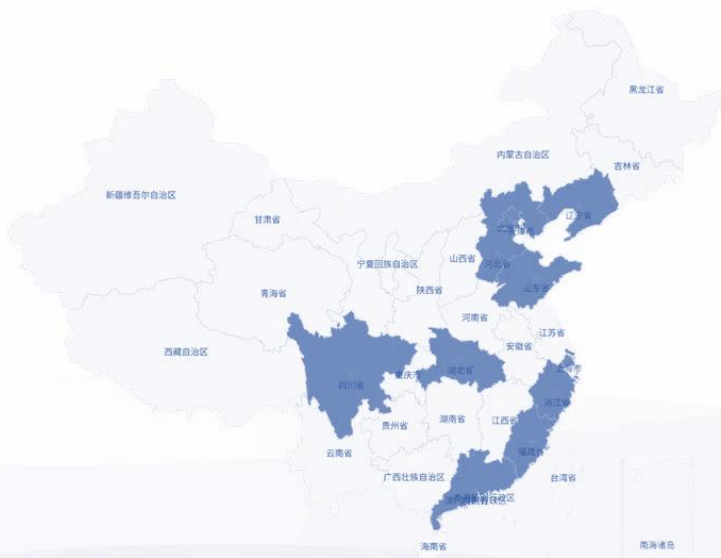 黑龙江省
内蒙古自治区
吉林省
新疆维吾尔自治区
辽宁省
甘肃省
北京市
天津市
山西省
宁夏回族自治区
河北省
陕西省
青海省
山东省
河南省
江苏省
安徽省
西藏自治区
上海市
湖北省
重庆市
四川省
浙江省
湖南省
江西省
贵州省
福建省
云南省
广西壮族自治区
台湾省
海南省
南海诸岛